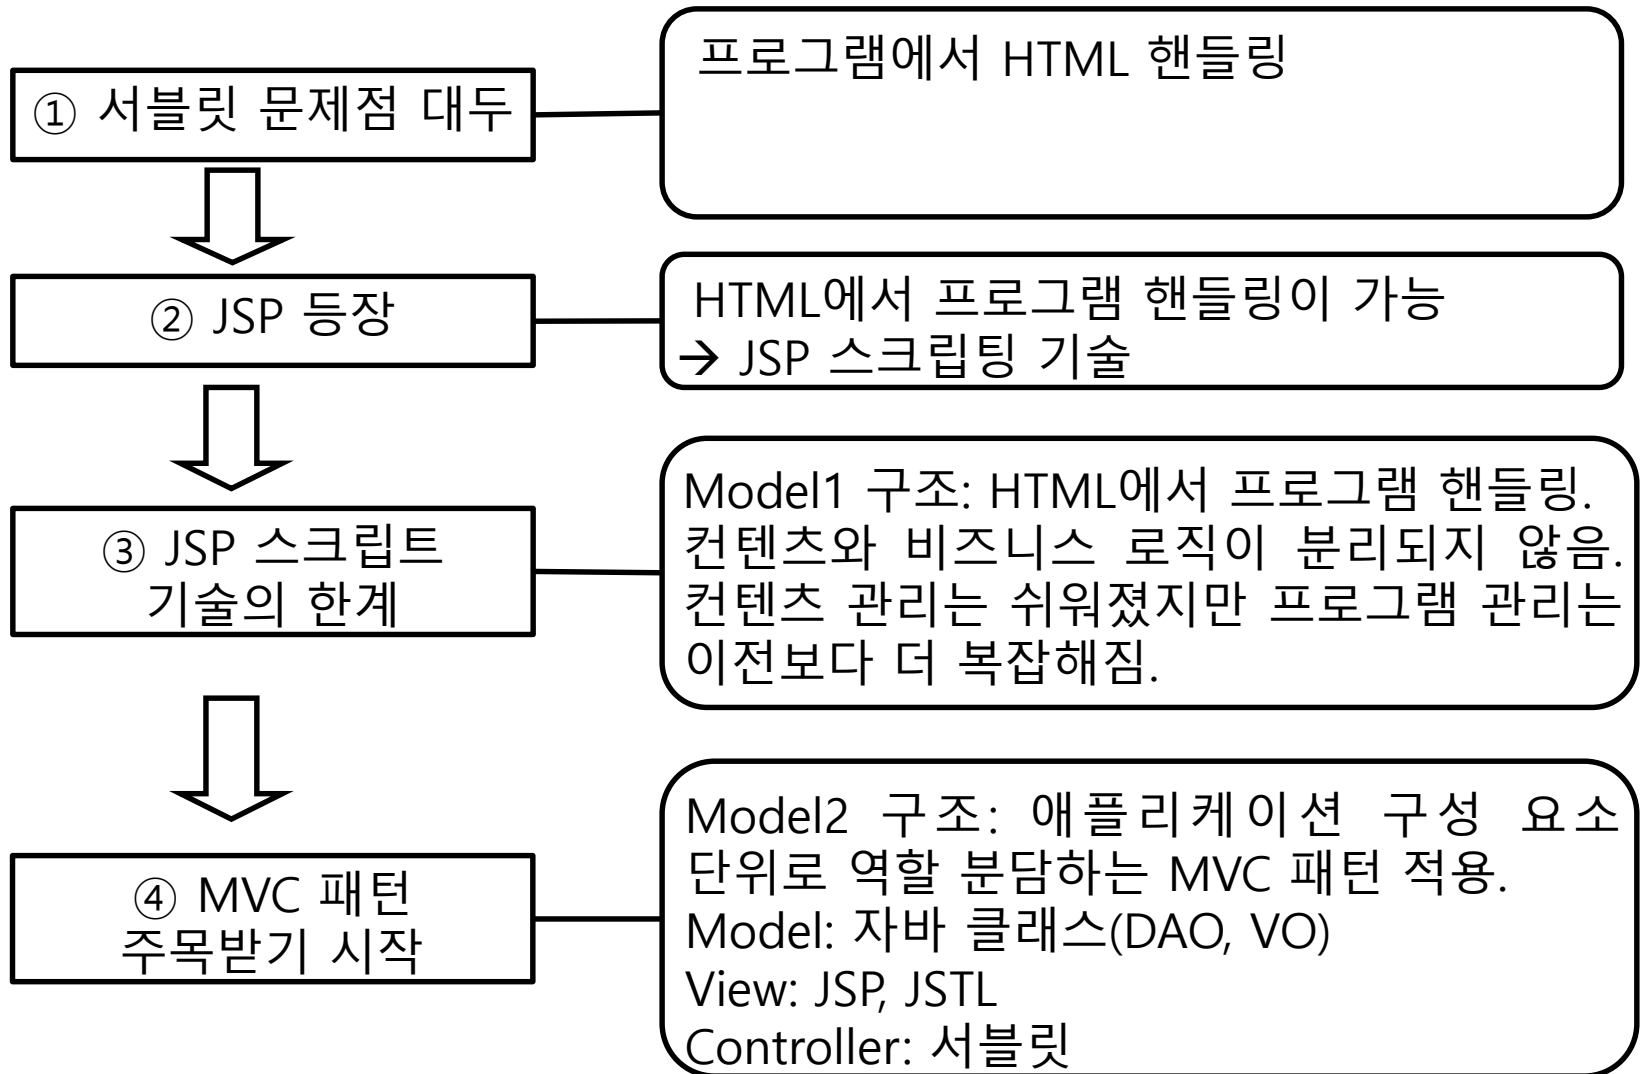 ① 서블릿 문제점 대두
프로그램에서 HTML 핸들링
② JSP 등장
HTML에서 프로그램 핸들링이 가능
→ JSP 스크립팅 기술
③ JSP 스크립트
기술의 한계
Model1 구조: HTML에서 프로그램 핸들링.
컨텐츠와 비즈니스 로직이 분리되지 않음.
컨텐츠 관리는 쉬워졌지만 프로그램 관리는
이전보다 더 복잡해짐.
④ MVC 패턴
주목받기 시작
Model2 구조: 애플리케이션 구성 요소
단위로 역할 분담하는 MVC 패턴 적용.
Model: 자바 클래스(DAO, VO)
View: JSP, JSTL
Controller: 서블릿